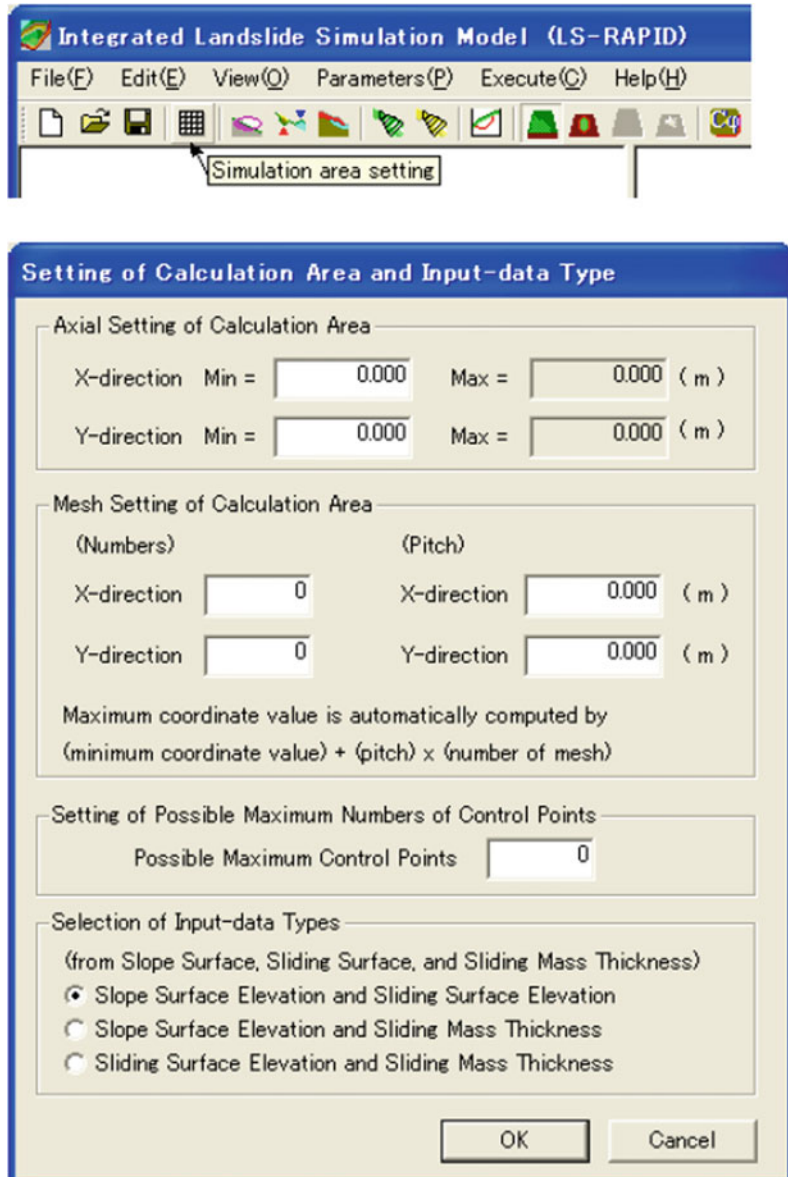 Integrated Landslide Simulation Model (LS-RAPID)
File(F) Edit(E) View(O) Parameters(P) Execute(C) Help(H)
Simulation area setting
Setting of Calculation Area and Input-data Type
Axial Setting of Calculation Area
X-direction Min = 0.000 Max = 0.000 (m)
Y-direction Min = 0.000 Max = 0.000 (m)
Mesh Setting of Calculation Area
(Numbers) (Pitch)
X-direction 0 X-direction 0.000 (m)
Y-direction 0 Y-direction 0.000 (m)
Maximum coordinate value is automatically computed by
(minimum coordinate value) + (pitch) x (number of mesh)
Setting of Possible Maximum Numbers of Control Points
Possible Maximum Control Points 0
Selection of Input-data Types
(from Slope Surface, Sliding Surface, and Sliding Mass Thickness)
Slope Surface Elevation and Sliding Surface Elevation
Slope Surface Elevation and Sliding Mass Thickness
Sliding Surface Elevation and Sliding Mass Thickness
OK Cancel